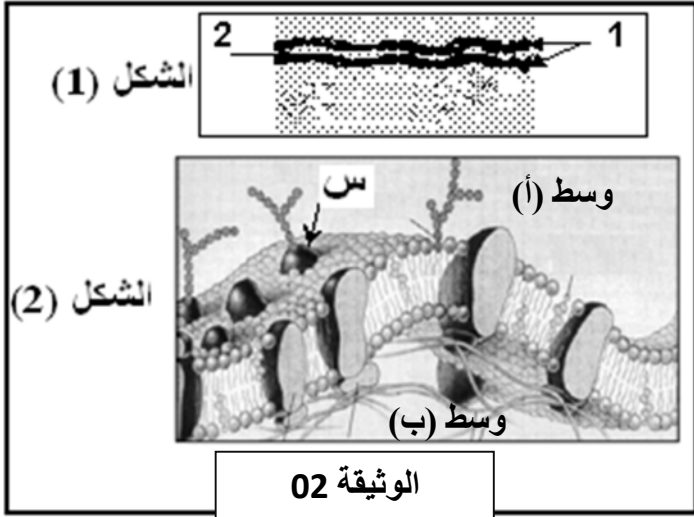 2
1
الشكل (1)
س
وسط (أ)
الشكل (2)
وسط (ب)
الوثيقة 02